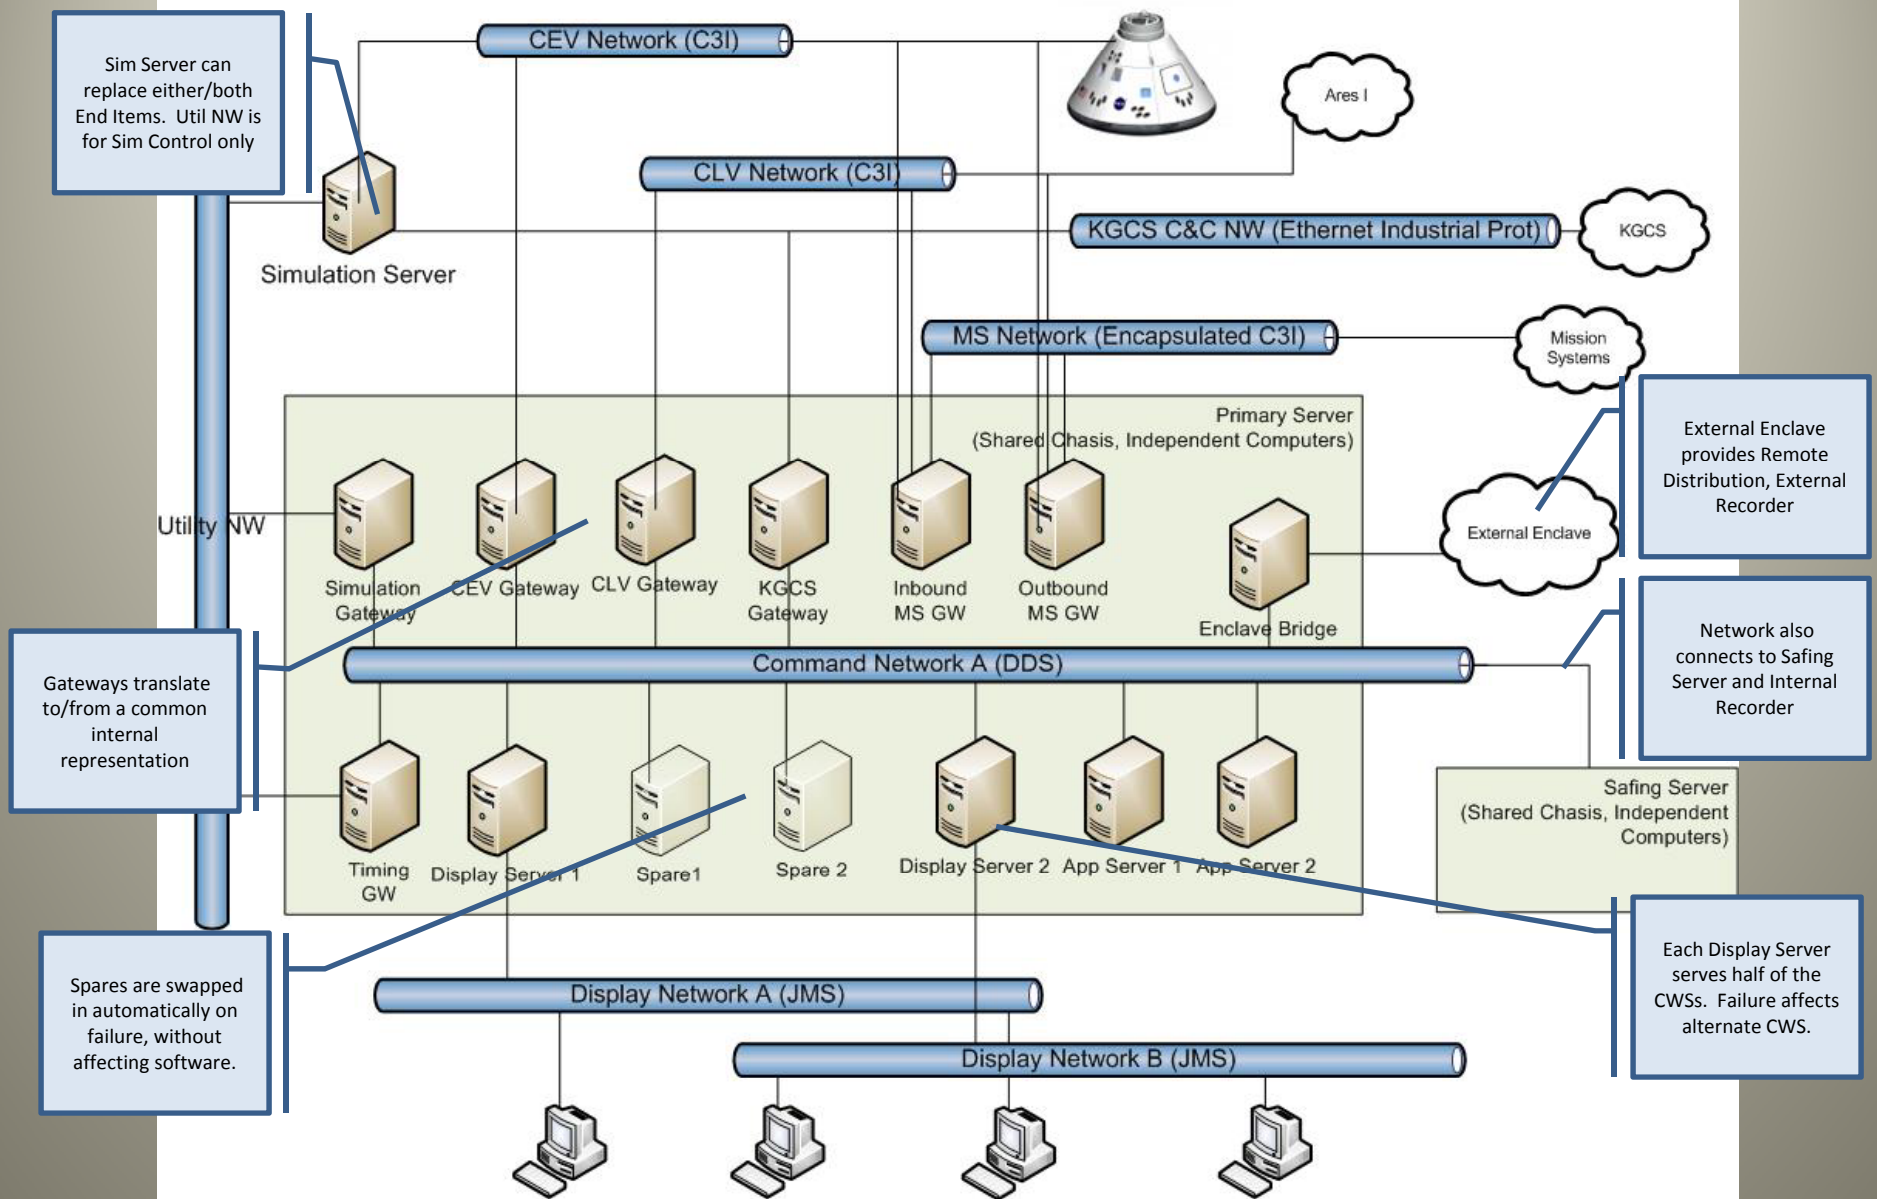 CEV Network (C3I)
Sim Server can
replace either/both
End Items.  Util NW is
for Sim Control only
Ares I
CLV Network (C3I)
KGCS C&C NW (Ethernet Industrial Prot)
KGCS
Simulation Server
MS Network (Encapsulated C3I)
Mission
Systems
Primary Server
(Shared Chasis, Independent Computers)
External Enclave
provides Remote
Distribution, External
Recorder
Utility NW
External Enclave
Simulation
Gateway
CEV Gateway
CLV Gateway
KGCS
Gateway
Inbound
MS GW
Outbound
MS GW
Enclave Bridge
Network also
connects to Safing
Server and Internal
Recorder
Command Network A (DDS)
Gateways translate
to/from a common
internal
representation
Safing Server
(Shared Chasis, Independent
Computers)
Timing
GW
Display Server 1
Spare1
Spare 2
Display Server 2
App Server 1
App Server 2
Spares are swapped
in automatically on
failure, without
affecting software.
Each Display Server
serves half of the
CWSs.  Failure affects
alternate CWS.
Display Network A (JMS)
Display Network B (JMS)